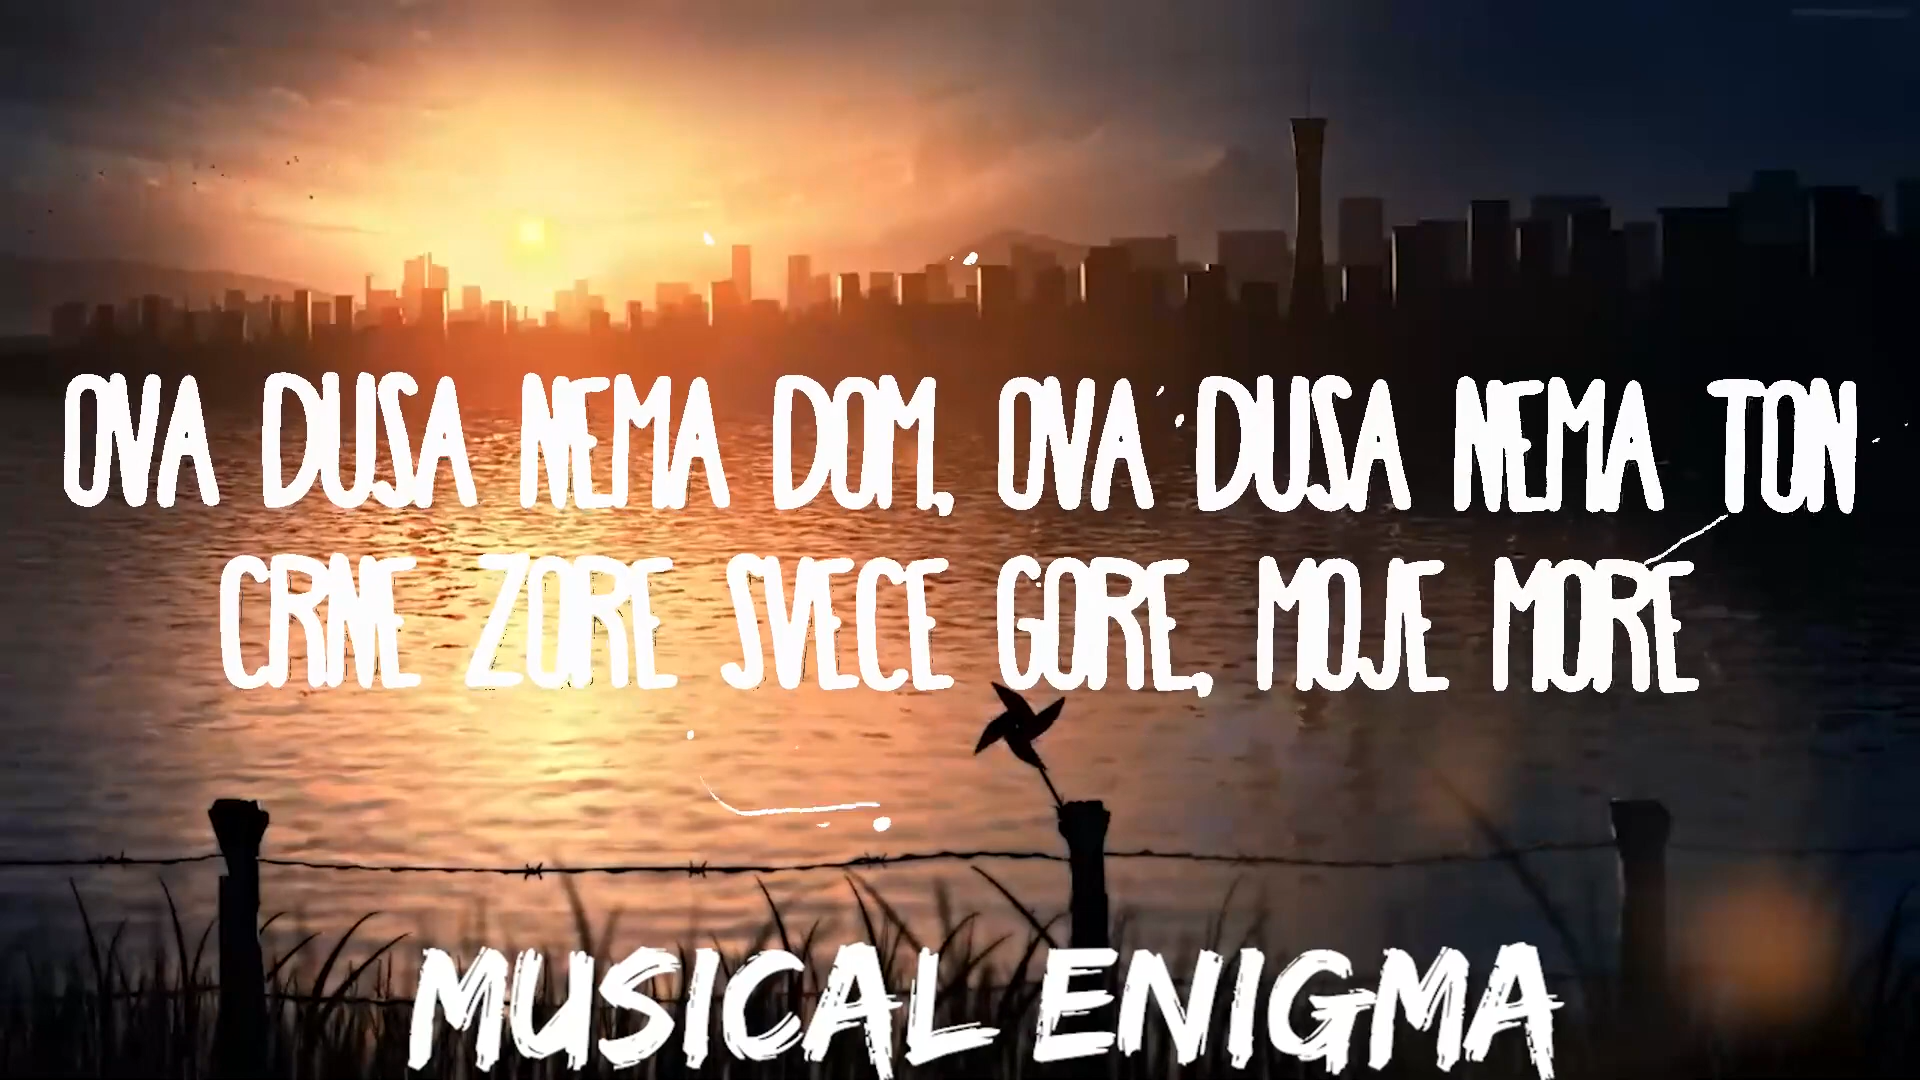 OVA DUSA NEMA DOM, OVA DUSA NEMA TON
CRNE ZORE SVECE GORE, MOJE MORE
MUSICAL ENIGMA